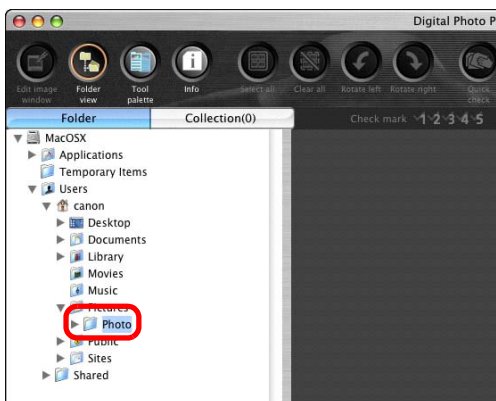 Digital Photo P
Edit image window
Folder view
Tool palette
Info
Select all
Clear all
Rotate left
Rotate right
Quick check
Folder
Collection(0)
Check mark 1 2 3 4 5
MacOSX
Applications
Temporary Items
Users
canon
Desktop
Documents
Library
Movies
Music
Pictures
Photo
Public
Sites
Shared